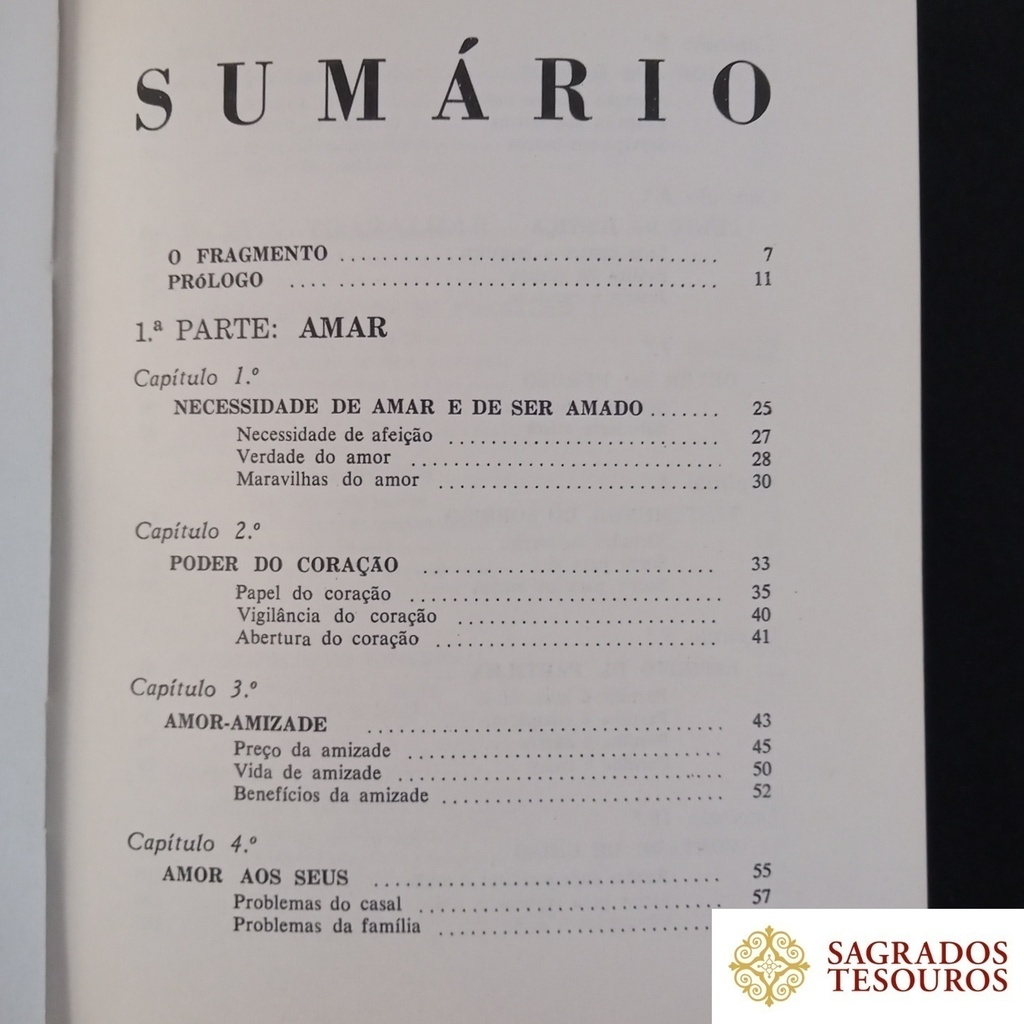 SUMÁRIO
O FRAGMENTO ........................................ 7
PRÓLOGO .... ........................................ 11
1.ª PARTE: AMAR
Capítulo 1.º
NECESSIDADE DE AMAR E DE SER AMADO ....... 25
Necessidade de afeição ............................. 27
Verdade do amor ................................. 28
Maravilhas do amor .............................. 30
Capítulo 2.º
PODER DO CORAÇÃO ............................... 33
Papel do coração ................................. 35
Vigilância do coração ............................ 40
Abertura do coração .............................. 41
Capítulo 3.º
AMOR-AMIZADE ...................................... 43
Preço da amizade ................................. 45
Vida de amizade .................................. 50
Benefícios da amizade .............................. 52
Capítulo 4.º
AMOR AOS SEUS ..................................... 55
Problemas do casal ................................ 57
Problemas da família ..............................
SAGRADOS
TESOUROS